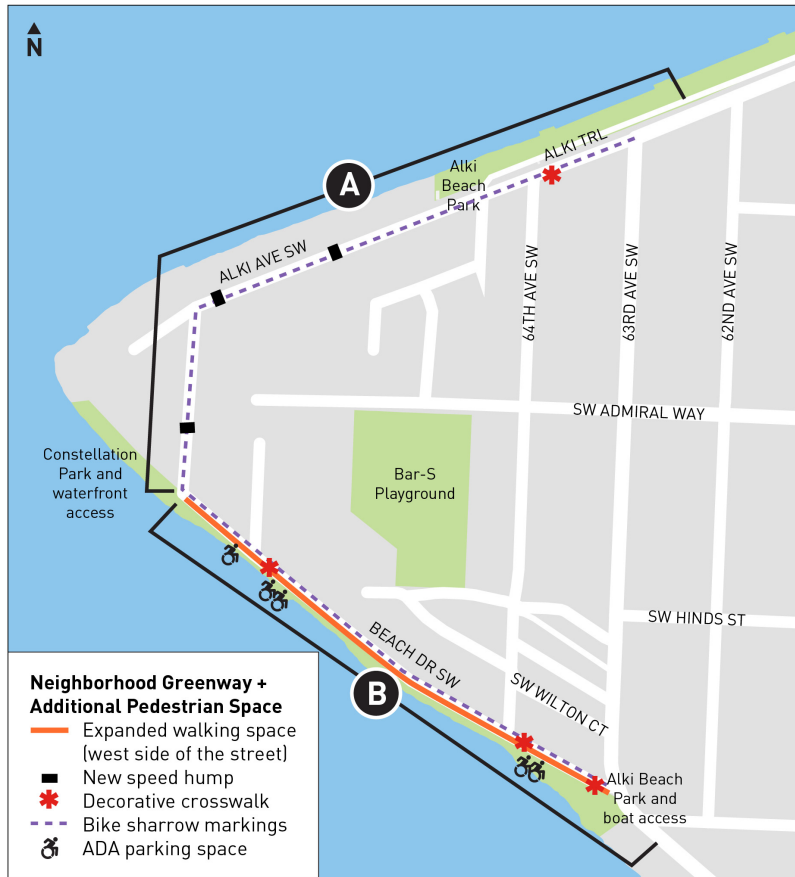 N
A
ALKI TRL
Alki
Beach
Park
ALKI AVE SW
64TH AVE SW
63RD AVE SW
62ND AVE SW
SW ADMIRAL WAY
Constellation
Park and
waterfront
access
Bar-S
Playground
SW HINDS ST
BEACH DR SW
SW WILTON CT
B
Alki Beach
Park and
boat access
Neighborhood Greenway +
Additional Pedestrian Space
Expanded walking space
(west side of the street)
New speed hump
Decorative crosswalk
Bike sharrow markings
ADA parking space